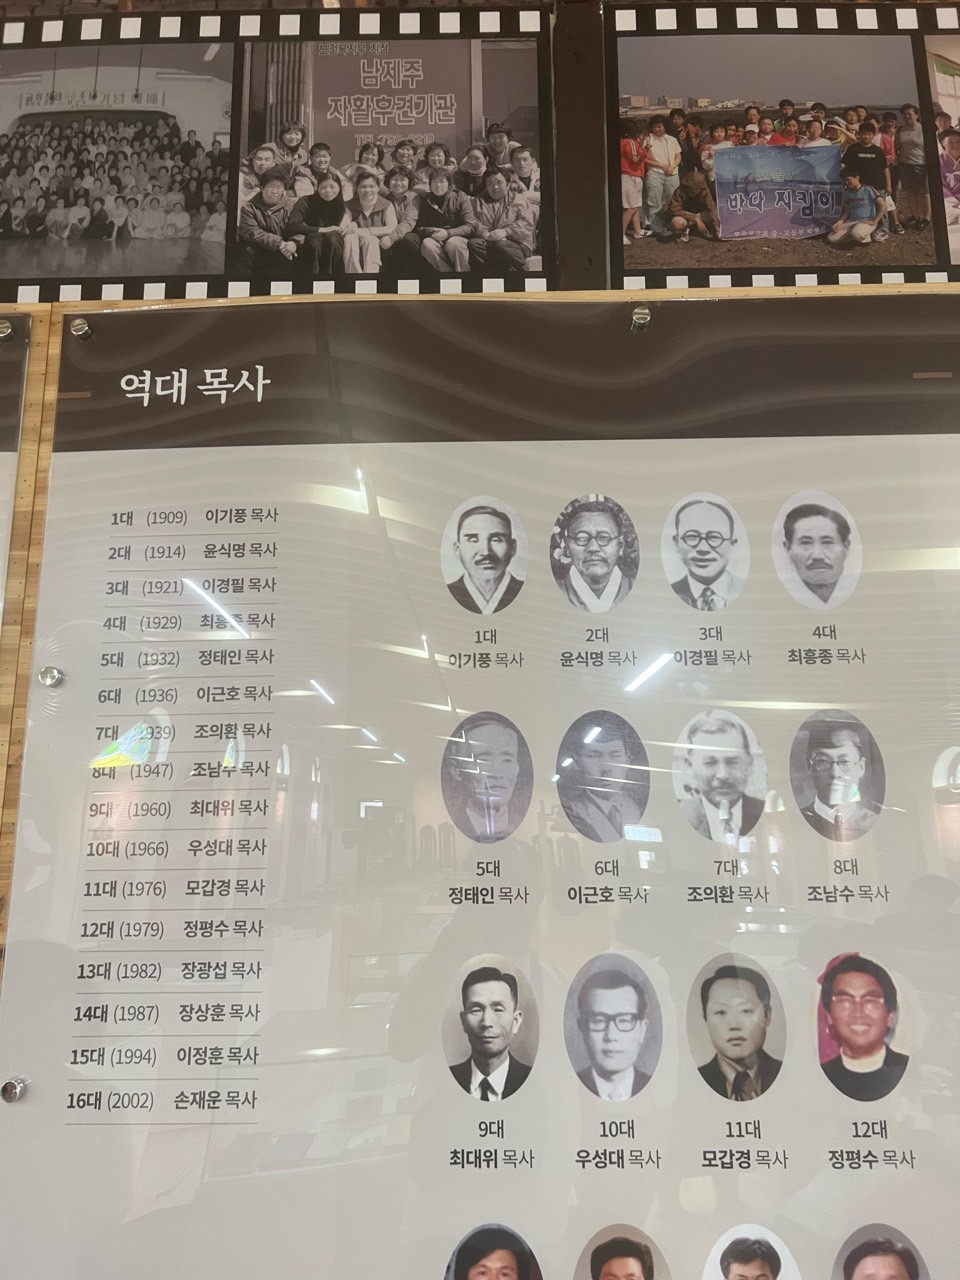 남제주
자활후견기관
바다 지킴이
역대 목사
1대 (1909) 이기풍 목사
2대 (1914) 윤식명 목사
3대 (1921) 이경필 목사
4대 (1929) 최흥종 목사
5대 (1932) 정태인 목사
6대 (1936) 이근호 목사
7대 (1939) 조의환 목사
8대 (1947) 조남수 목사
9대 (1960) 최대위 목사
10대 (1966) 우성대 목사
11대 (1976) 모갑경 목사
12대 (1979) 정평수 목사
13대 (1982) 장광섭 목사
14대 (1987) 장상훈 목사
15대 (1994) 이정훈 목사
16대 (2002) 손재운 목사
1대 2대 3대 4대
이기풍 목사 윤식명 목사 이경필 목사 최흥종 목사
5대 6대 7대 8대
정태인 목사 이근호 목사 조의환 목사 조남수 목사
9대 10대 11대 12대
최대위 목사 우성대 목사 모갑경 목사 정평수 목사